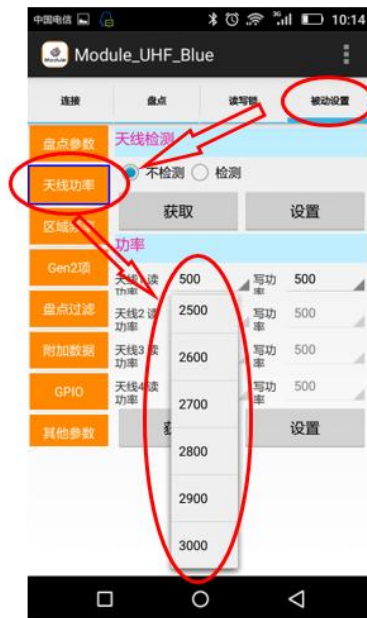 中国电信 3G 10:14
Module_UHF_Blue
连接 盘点 读写锁 被动设置
盘点参数
天线功率
Gen2项
盘点过滤
附加数据
GPIO
其他参数
天线检测
不检测 检测
获取 设置
功率
天线1 读功率 500 写功率 500
天线2 读功率 写功率 500
天线3 读功率 写功率 500
天线4 读功率 写功率 500
设置
2500
2600
2700
2800
2900
3000